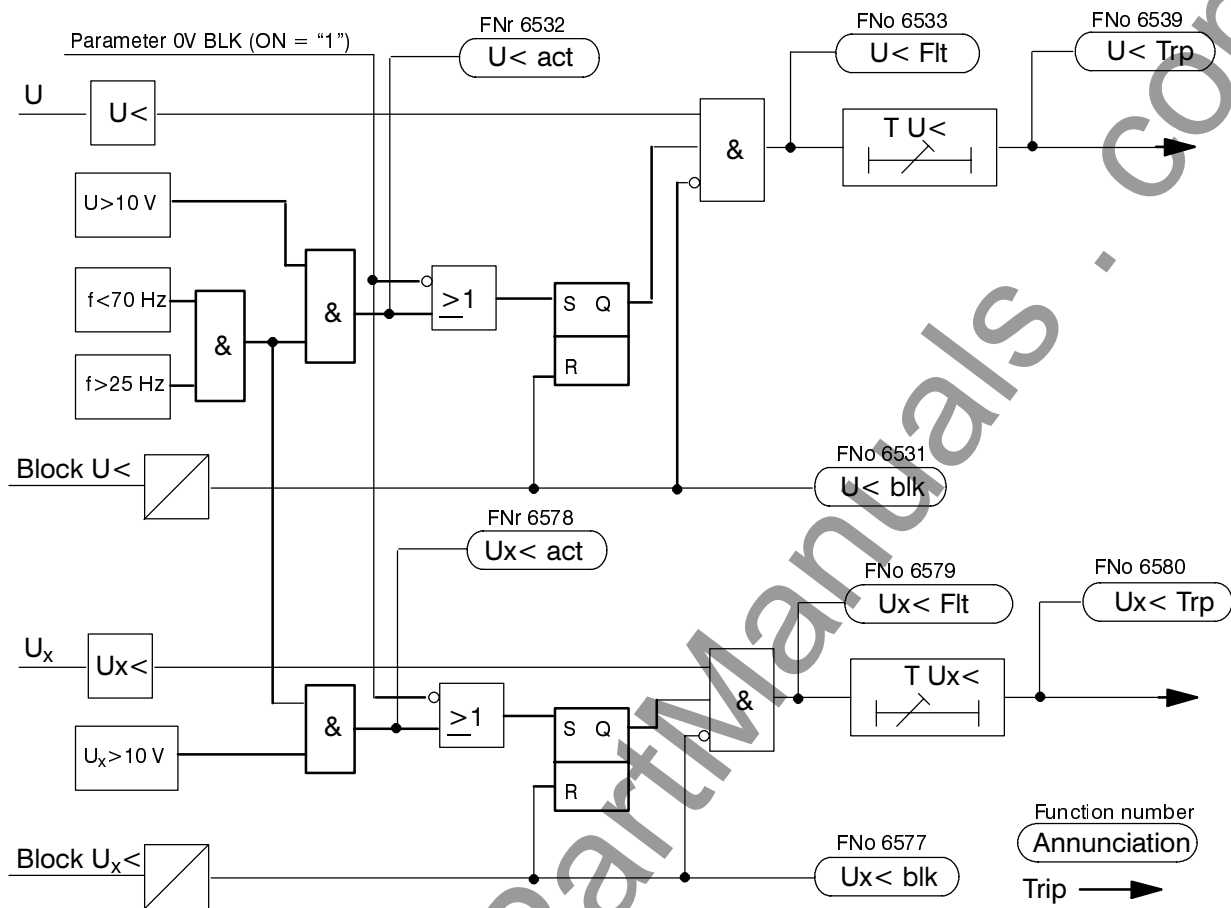 FNr 6532
U< act
FNo 6533
U< Flt
FNo 6539
U< Trp
Parameter 0V BLK (ON = “1”)
U
U<
&
T U<
U>10 V
f<70 Hz
&
&
≥1
S Q
R
f>25 Hz
Block U<
FNo 6531
U< blk
FNr 6578
Ux< act
FNo 6579
Ux< Flt
FNo 6580
Ux< Trp
Ux
Ux<
&
T Ux<
&
≥1
S Q
R
Ux>10 V
Block Ux<
FNo 6577
Ux< blk
Function number
Annunciation
Trip
PartManuals . com